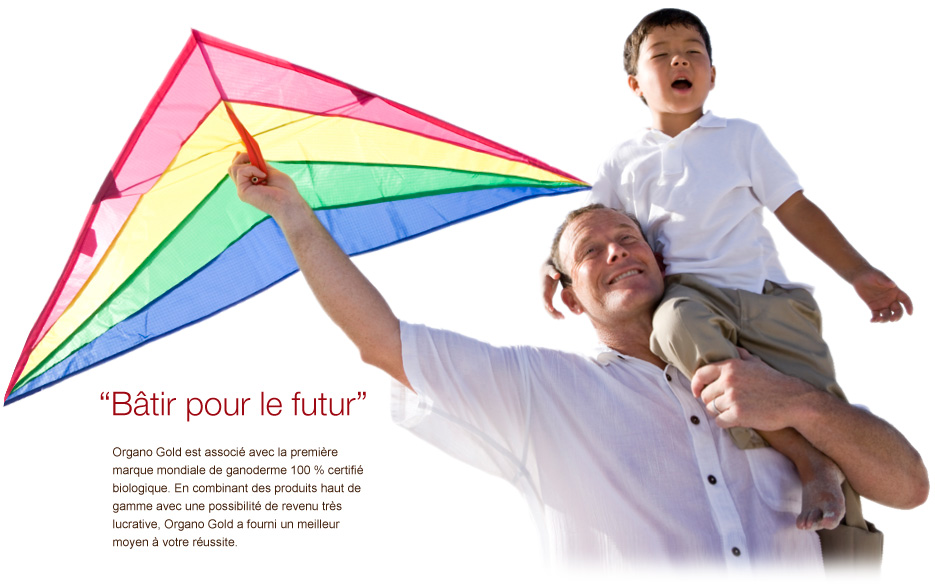 “Bâtir pour le futur”
Organo Gold est associé avec la première
marque mondiale de ganoderme 100 % certifié
biologique. En combinant des produits haut de
gamme avec une possibilité de revenu très
lucrative, Organo Gold a fourni un meilleur
moyen à votre réussite.